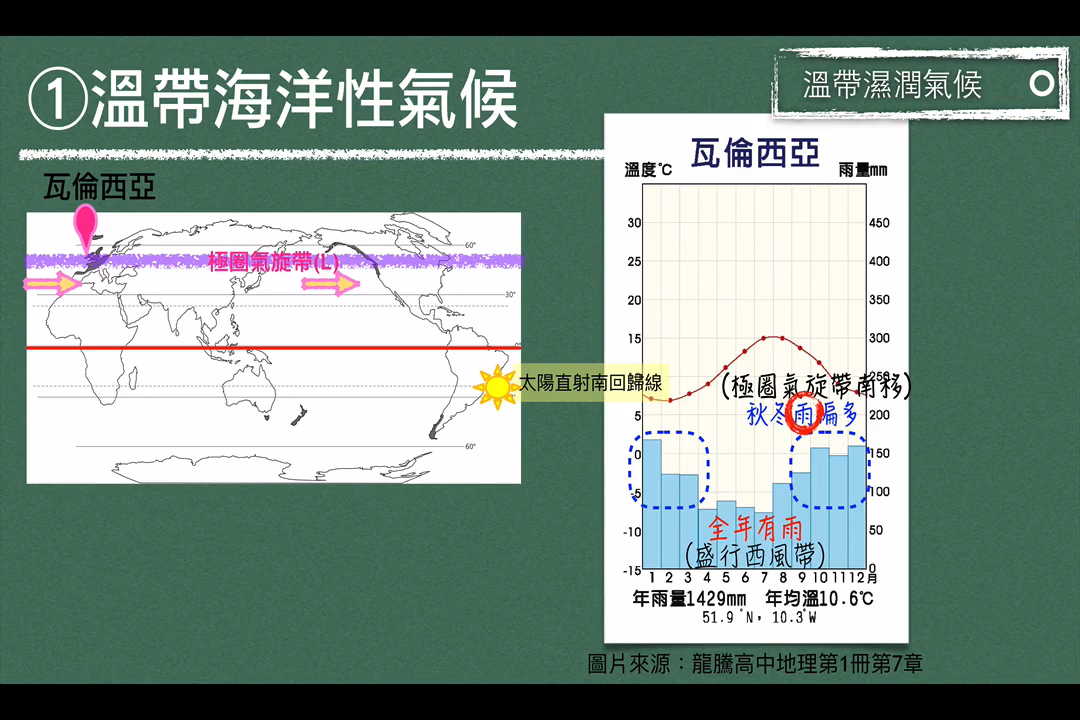 ①溫帶海洋性氣候
溫帶濕潤氣候
瓦倫西亞
60°
極圈氣旋帶(L)
30°
0°
太陽直射南回歸線
60°
瓦倫西亞
溫度℃ 雨量mm
30 450
25 400
20 350
15 300
250
(極圈氣旋帶南移)
5 200
秋冬雨偏多
0 150
-5 100
全年有雨
-10 50
(盛行西風帶)
-15 0
1 2 3 4 5 6 7 8 9 10 11 12 月
年雨量1429mm 年均溫10.6℃
51.9°N，10.3°W
圖片來源：龍騰高中地理第1冊第7章